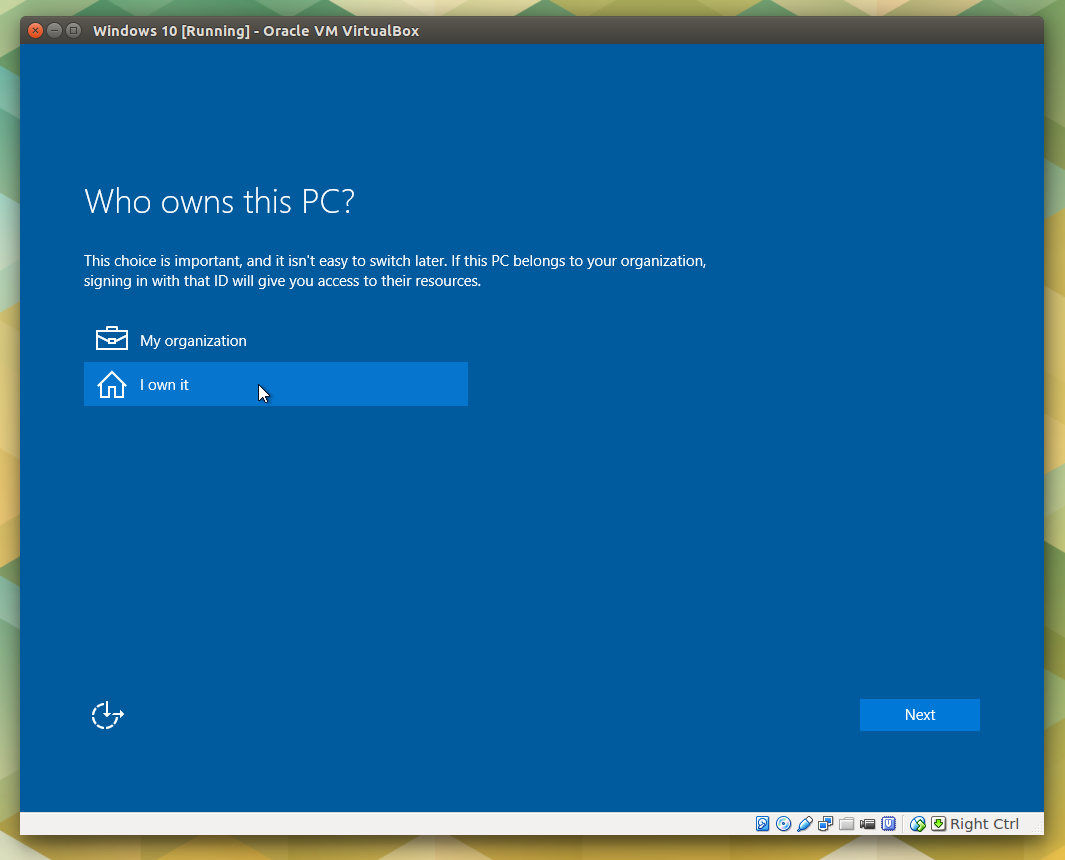 Windows 10 [Running] - Oracle VM VirtualBox
Who owns this PC?
This choice is important, and it isn't easy to switch later. If this PC belongs to your organization,
signing in with that ID will give you access to their resources.
My organization
I own it
Next
Right Ctrl